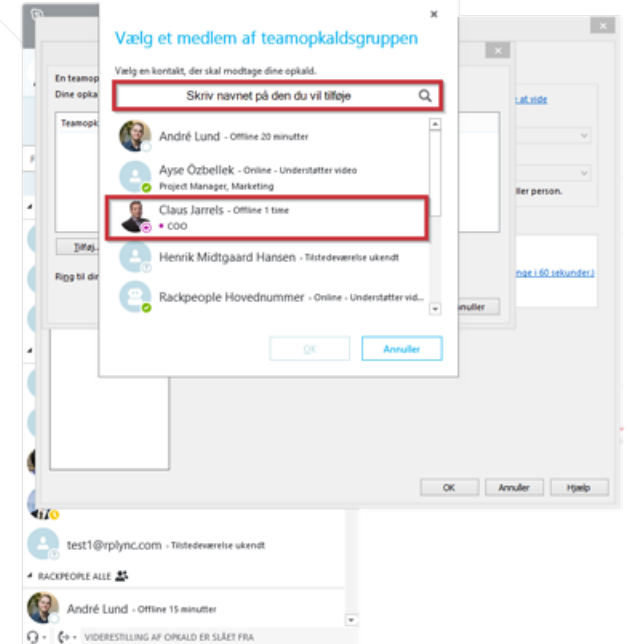 Vælg et medlem af teamopkaldsgruppen
Vælg en kontakt, der skal modtage dine opkald.
Skriv navnet på den du vil tilføje
André Lund - Offline 20 minutter
Ayse Özbellek - Online - Understøtter video
Project Manager, Marketing
Claus Jarrels - Offline 1 time
COO
Henrik Midtgaard Hansen - Tilstedeværelse ukendt
Rackpeople Hovednummer - Online - Understøtter vid...
OK
Annuller
En teamop
Dine opka
Teamopk
Tilføj...
Ring til din
at vide
ller person.
nge i 60 sekunder.)
nnuller
OK
Annuller
Hjælp
test1@rplync.com - Tilstedeværelse ukendt
RACKPEOPLE ALLE
André Lund - Offline 15 minutter
VIDERESTILLING AF OPKALD ER SLÅET FRA